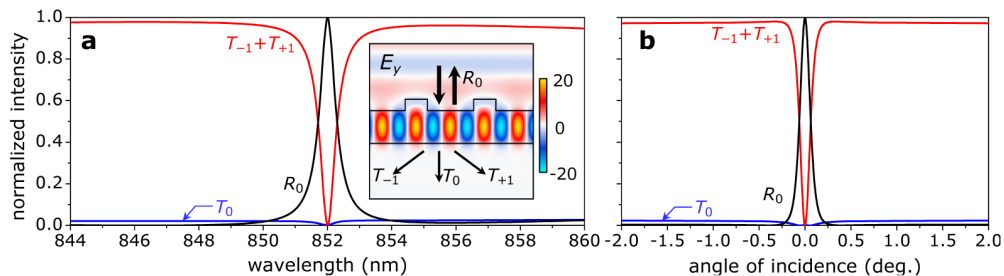 a
b
normalized intensity
1.0
0.8
0.6
0.4
0.2
0.0
T−1+T+1
R0
T0
Ey
R0
T−1
T0
T+1
20
0
-20
844 846 848 850 852 854 856 858 860
wavelength (nm)
T−1+T+1
R0
T0
-2.0 -1.5 -1.0 -0.5 0.0 0.5 1.0 1.5 2.0
angle of incidence (deg.)